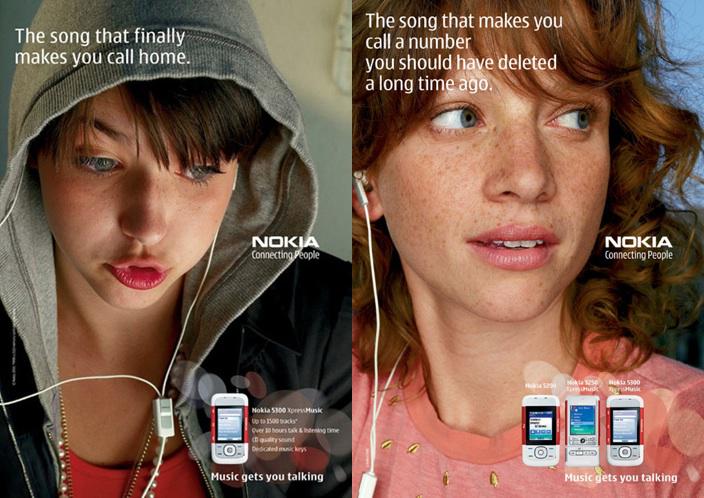 The song that finally
makes you call home.
NOKIA
Connecting People
Nokia 5300 XpressMusic
Up to 1500 tracks*
Over 10 hours talk & listening time
CD quality sound
Dedicated music keys
Music gets you talking
The song that makes you
call a number
you should have deleted
a long time ago.
NOKIA
Connecting People
Nokia 5200
Nokia 3250
XpressMusic
Nokia 5300
XpressMusic
Music gets you talking